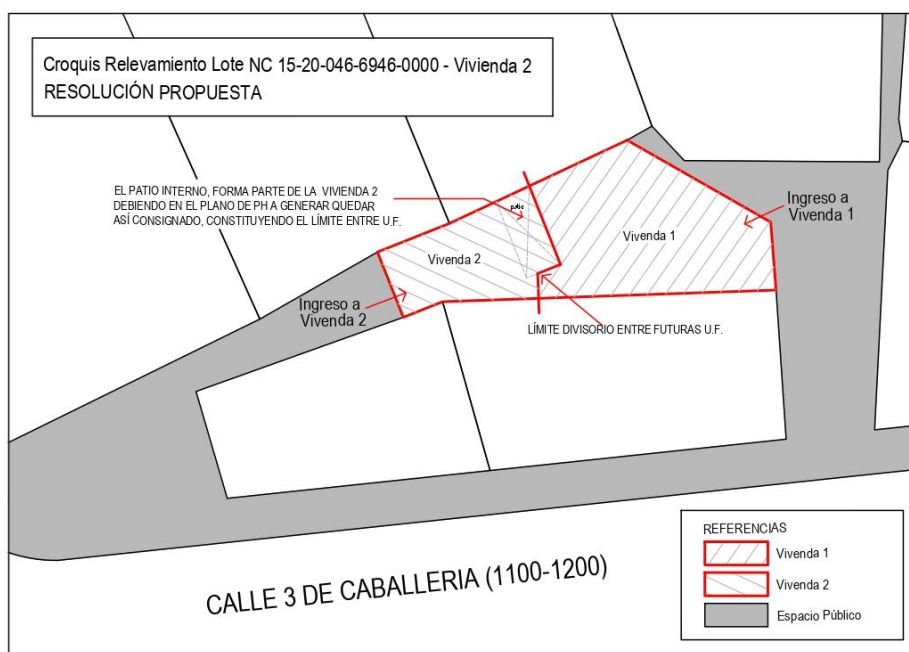 Croquis Relevamiento Lote NC 15-20-046-6946-0000 - Vivienda 2
RESOLUCIÓN PROPUESTA
EL PATIO INTERNO, FORMA PARTE DE LA VIVIENDA 2
DEBIENDO EN EL PLANO DE PH A GENERAR QUEDAR
ASÍ CONSIGNADO, CONSTITUYENDO EL LÍMITE ENTRE U.F.
patio
Ingreso a
Vivienda 1
Vivienda 1
Vivienda 2
Ingreso a
Vivenda 2
LÍMITE DIVISORIO ENTRE FUTURAS U.F.
CALLE 3 DE CABALLERIA (1100-1200)
REFERENCIAS
Vivienda 1
Vivienda 2
Espacio Público